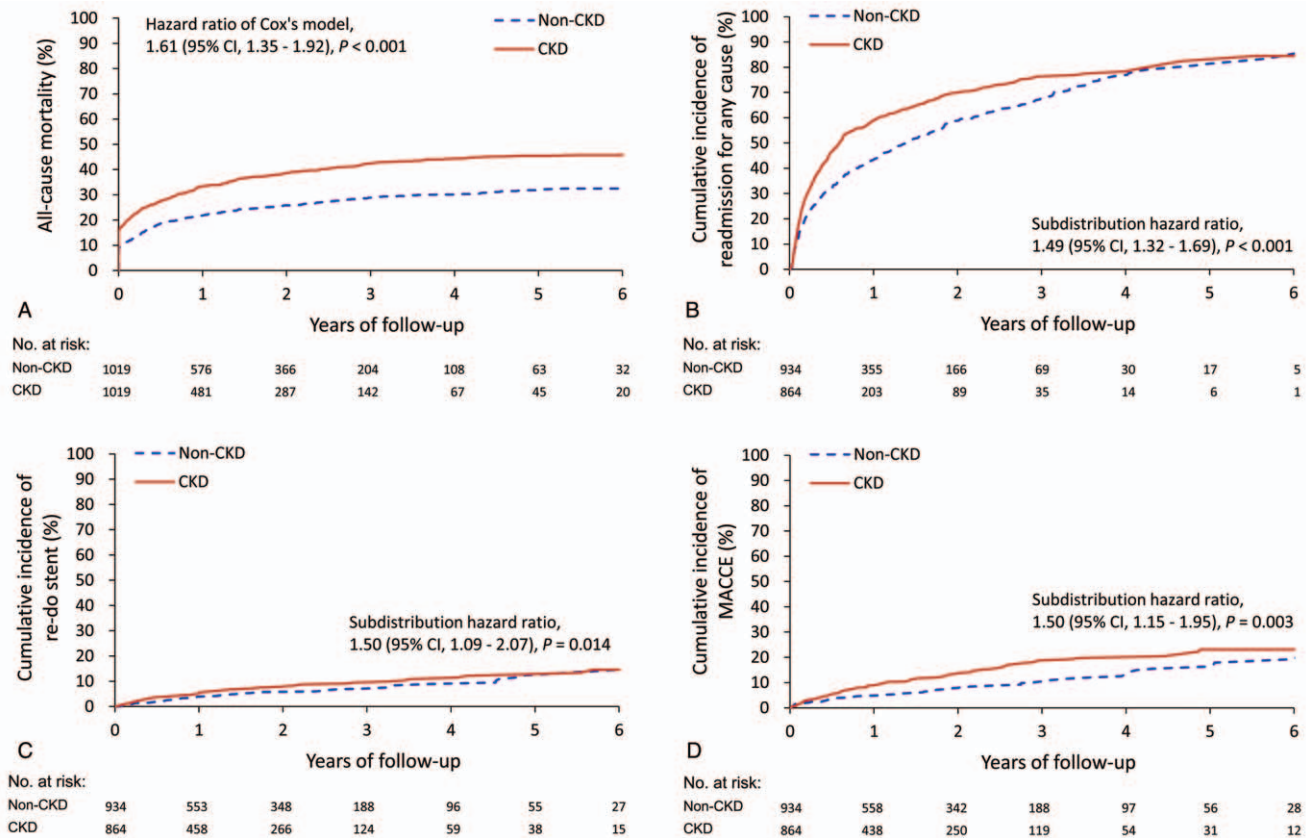 All-cause mortality (%)
100
90
80
70
60
50
40
30
20
10
0
Hazard ratio of Cox's model,
1.61 (95% CI, 1.35 - 1.92), P < 0.001
Non-CKD
CKD
0 1 2 3 4 5 6
A
Years of follow-up
No. at risk:
Non-CKD 1019 576 366 204 108 63 32
CKD 1019 481 287 142 67 45 20
Cumulative incidence of
readmission for any cause (%)
100
90
80
70
60
50
40
30
20
10
0
Non-CKD
CKD
Subdistribution hazard ratio,
1.49 (95% CI, 1.32 - 1.69), P < 0.001
0 1 2 3 4 5 6
B
Years of follow-up
No. at risk:
Non-CKD 934 355 166 69 30 17 5
CKD 864 203 89 35 14 6 1
Cumulative incidence of
re-do stent (%)
100
90
80
70
60
50
40
30
20
10
0
Non-CKD
CKD
Subdistribution hazard ratio,
1.50 (95% CI, 1.09 - 2.07), P = 0.014
0 1 2 3 4 5 6
C
Years of follow-up
No. at risk:
Non-CKD 934 553 348 188 96 55 27
CKD 864 458 266 124 59 38 15
Cumulative incidence of
MACCE (%)
100
90
80
70
60
50
40
30
20
10
0
Non-CKD
CKD
Subdistribution hazard ratio,
1.50 (95% CI, 1.15 - 1.95), P = 0.003
0 1 2 3 4 5 6
D
Years of follow-up
No. at risk:
Non-CKD 934 558 342 188 97 56 28
CKD 864 438 250 119 54 31 13